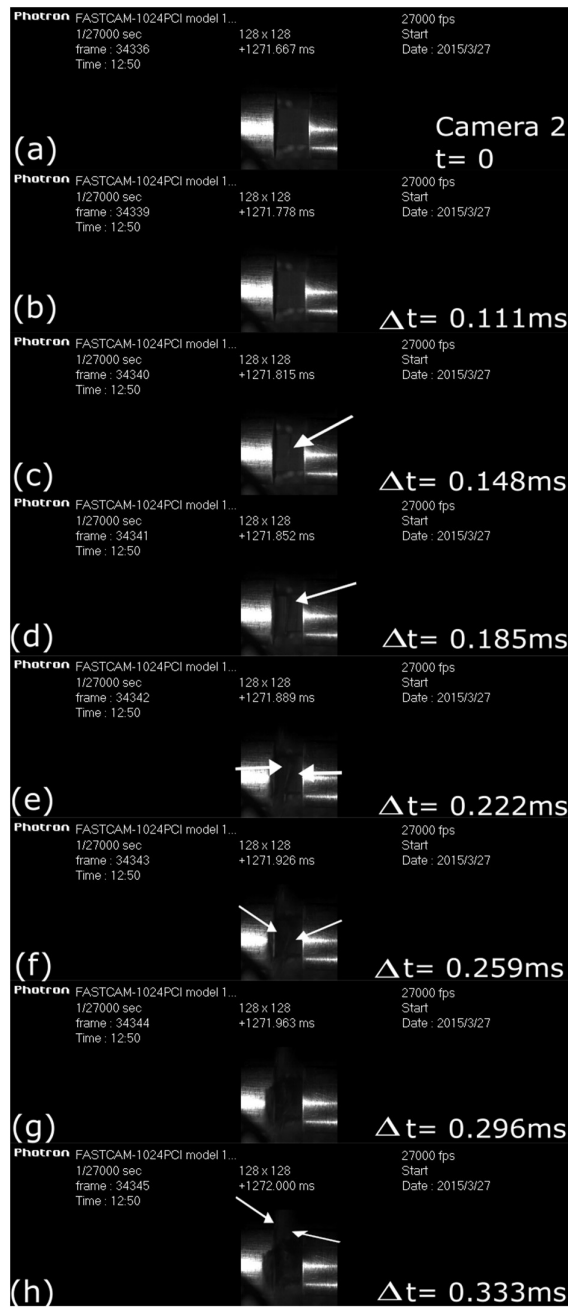 Photron FASTCAM-1024PCI model 1... 27000 fps
1/27000 sec 128 x 128 Start
frame : 34336 +1271.667 ms Date : 2015/3/27
Time : 12:50
Camera 2
(a) t= 0
Photron FASTCAM-1024PCI model 1... 27000 fps
1/27000 sec 128 x 128 Start
frame : 34339 +1271.778 ms Date : 2015/3/27
Time : 12:50
(b) Δt= 0.111ms
Photron FASTCAM-1024PCI model 1... 27000 fps
1/27000 sec 128 x 128 Start
frame : 34340 +1271.815 ms Date : 2015/3/27
Time : 12:50
(c) Δt= 0.148ms
Photron FASTCAM-1024PCI model 1... 27000 fps
1/27000 sec 128 x 128 Start
frame : 34341 +1271.852 ms Date : 2015/3/27
Time : 12:50
(d) Δt= 0.185ms
Photron FASTCAM-1024PCI model 1... 27000 fps
1/27000 sec 128 x 128 Start
frame : 34342 +1271.889 ms Date : 2015/3/27
Time : 12:50
(e) Δt= 0.222ms
Photron FASTCAM-1024PCI model 1... 27000 fps
1/27000 sec 128 x 128 Start
frame : 34343 +1271.926 ms Date : 2015/3/27
Time : 12:50
(f) Δt= 0.259ms
Photron FASTCAM-1024PCI model 1... 27000 fps
1/27000 sec 128 x 128 Start
frame : 34344 +1271.963 ms Date : 2015/3/27
Time : 12:50
(g) Δt= 0.296ms
Photron FASTCAM-1024PCI model 1... 27000 fps
1/27000 sec 128 x 128 Start
frame : 34345 +1272.000 ms Date : 2015/3/27
Time : 12:50
(h) Δt= 0.333ms